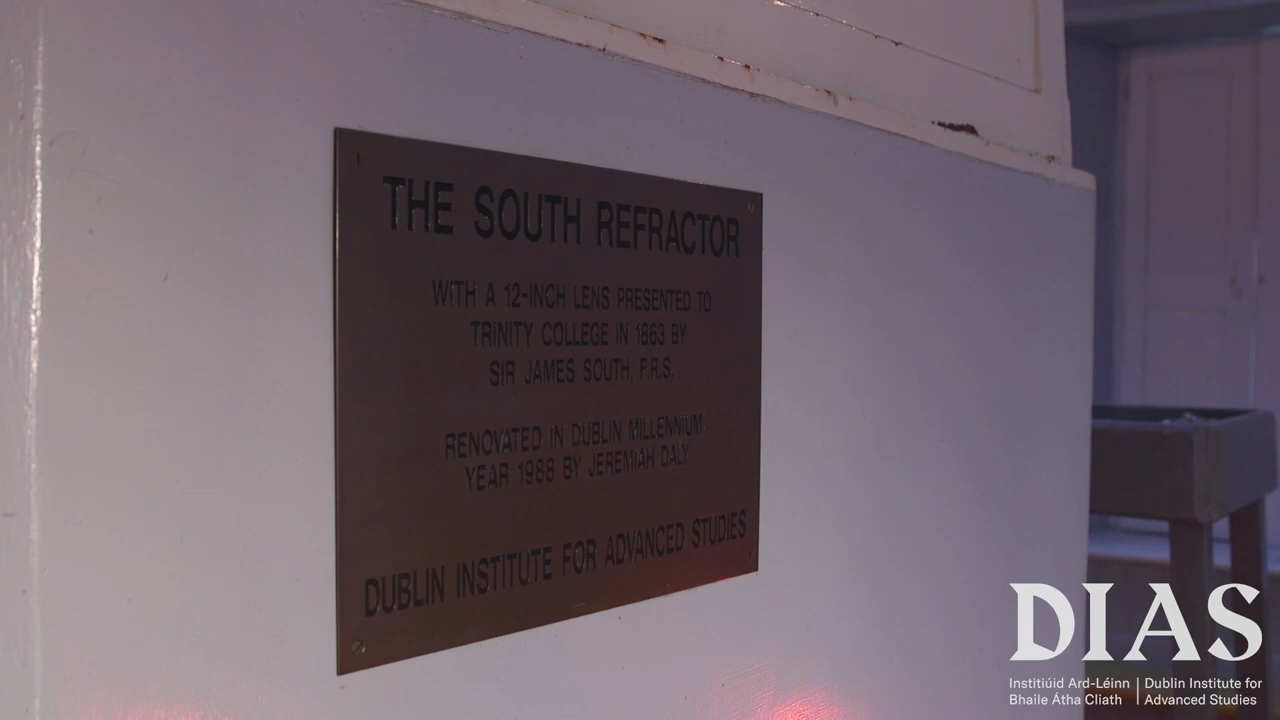 THE SOUTH REFRACTOR
WITH A 12-INCH LENS PRESENTED TO
TRINITY COLLEGE IN 1863 BY
SIR JAMES SOUTH, F.R.S.
RENOVATED IN DUBLIN MILLENNIUM
YEAR 1988 BY JEREMIAH DALY
DUBLIN INSTITUTE FOR ADVANCED STUDIES
DIAS
Institiúid Ard-Léinn
Bhaile Átha Cliath
Dublin Institute for
Advanced Studies